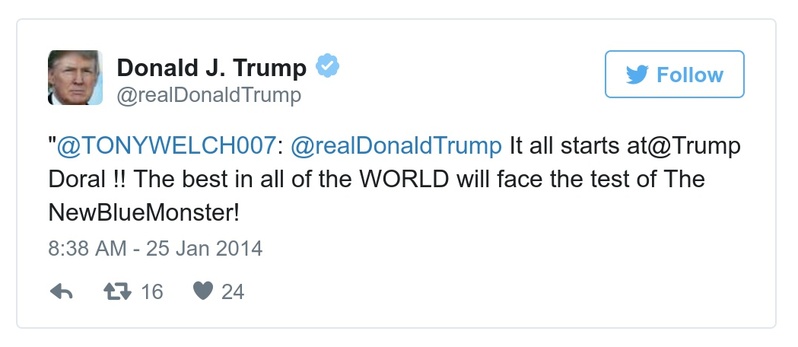 Donald J. Trump
@realDonaldTrump
Follow
"@TONYWELCH007: @realDonaldTrump It all starts at@Trump
Doral !! The best in all of the WORLD will face the test of The
NewBlueMonster!
8:38 AM - 25 Jan 2014
16 24